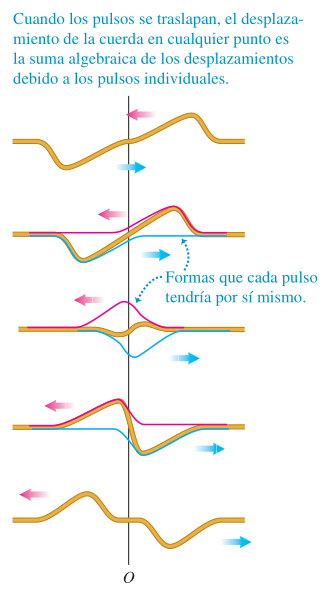 Cuando los pulsos se traslapan, el desplaza-
miento de la cuerda en cualquier punto es
la suma algebraica de los desplazamientos
debido a los pulsos individuales.
Formas que cada pulso
tendría por sí mismo.
O